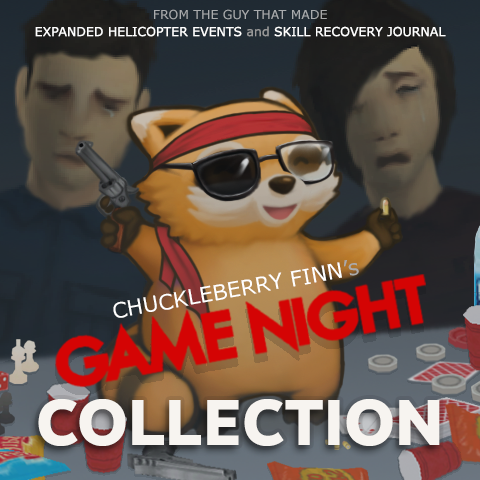 FROM THE GUY THAT MADE
EXPANDED HELICOPTER EVENTS and SKILL RECOVERY JOURNAL
CHUCKLEBERRY FINN's
GAME NIGHT
COLLECTION